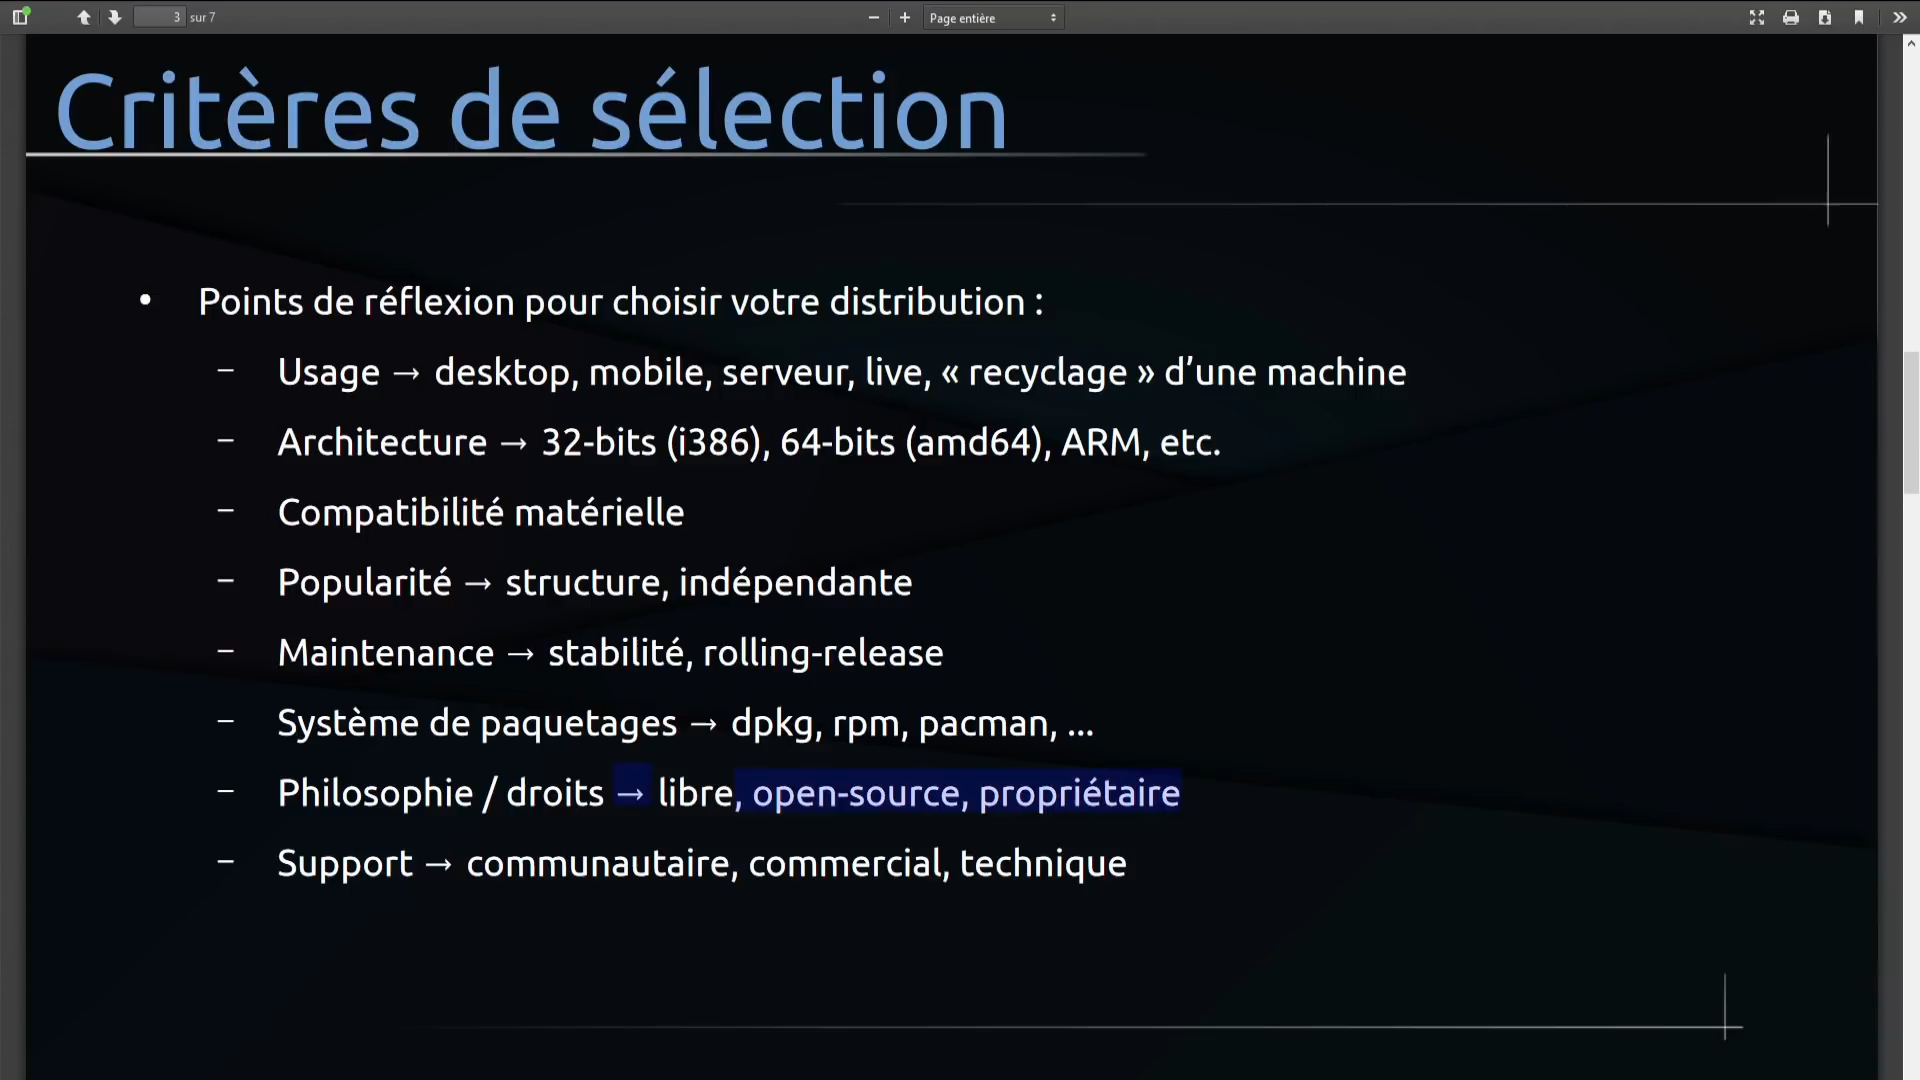 3 sur 7
Page entière
Critères de sélection
• Points de réflexion pour choisir votre distribution :
– Usage → desktop, mobile, serveur, live, « recyclage » d’une machine
– Architecture → 32-bits (i386), 64-bits (amd64), ARM, etc.
– Compatibilité matérielle
– Popularité → structure, indépendante
– Maintenance → stabilité, rolling-release
– Système de paquetages → dpkg, rpm, pacman, ...
– Philosophie / droits → libre, open-source, propriétaire
– Support → communautaire, commercial, technique